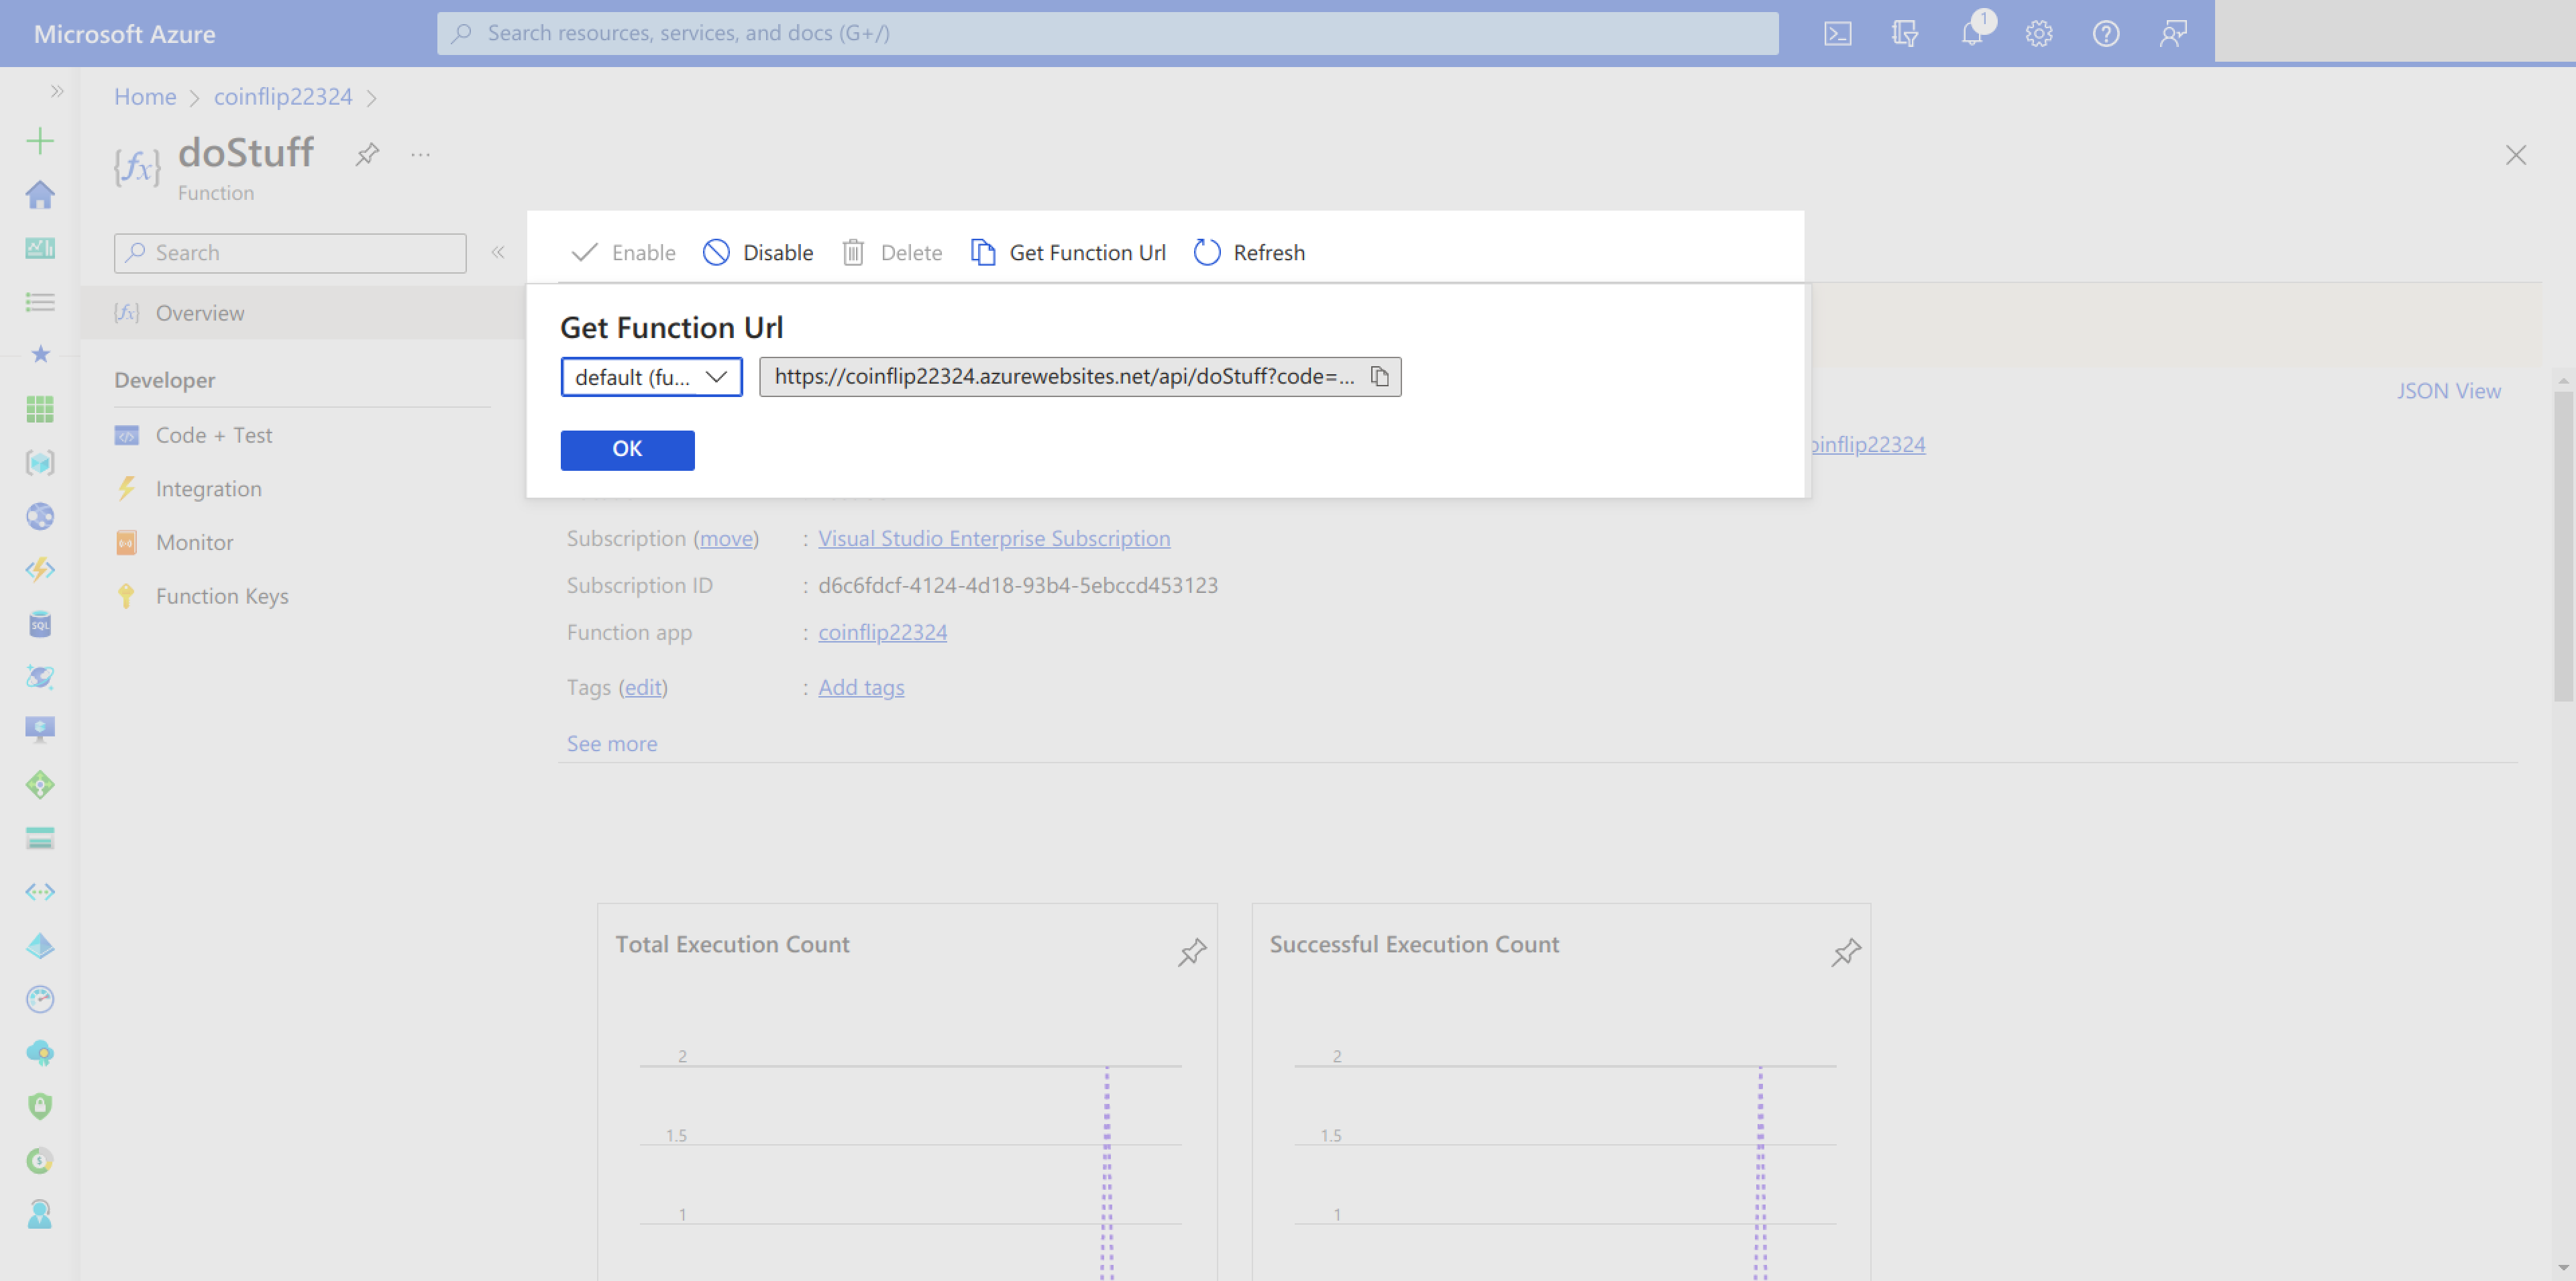 Microsoft Azure
Search resources, services, and docs (G+/)
1
Home
coinflip22324
doStuff
Function
Search
Enable
Disable
Delete
Get Function Url
Refresh
Overview
Get Function Url
default (fu...
https://coinflip22324.azurewebsites.net/api/doStuff?code=...
OK
Developer
JSON View
Code + Test
oinflip22324
Integration
Monitor
Function Keys
Subscription (move)
: Visual Studio Enterprise Subscription
Subscription ID
: d6c6fdcf-4124-4d18-93b4-5ebccd453123
Function app
: coinflip22324
Tags (edit)
: Add tags
See more
SQL
Total Execution Count
2
1.5
1
Successful Execution Count
2
1.5
1